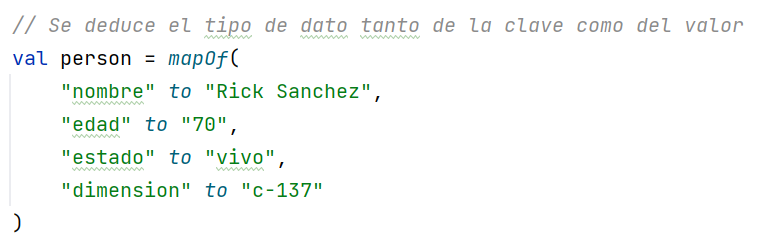 // Se deduce el tipo de dato tanto de la clave como del valor
val person = mapOf(
    "nombre" to "Rick Sanchez",
    "edad" to "70",
    "estado" to "vivo",
    "dimension" to "c-137"
)